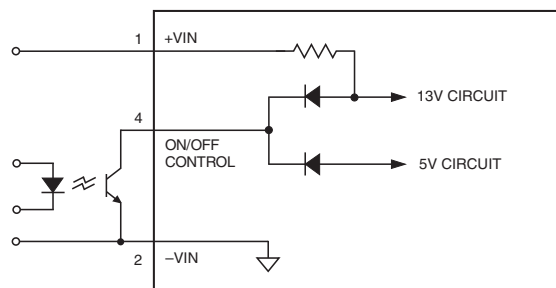 1
+VIN
13V CIRCUIT
4
ON/OFF
CONTROL
5V CIRCUIT
2
–VIN